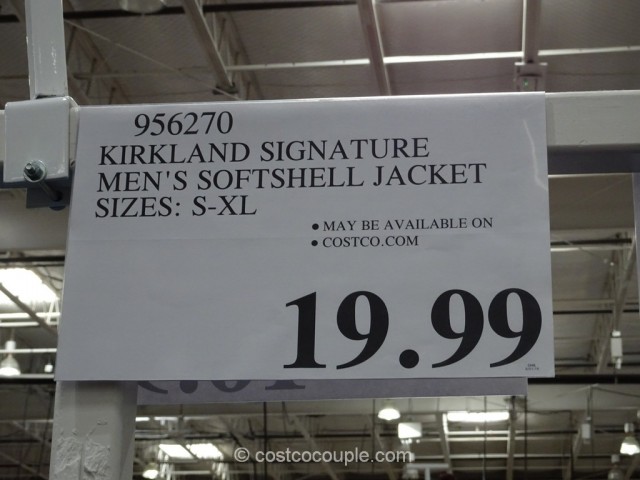 956270
KIRKLAND SIGNATURE
MEN'S SOFTSHELL JACKET
SIZES: S-XL
• MAY BE AVAILABLE ON
• COSTCO.COM
19.99
© costcocouple.com